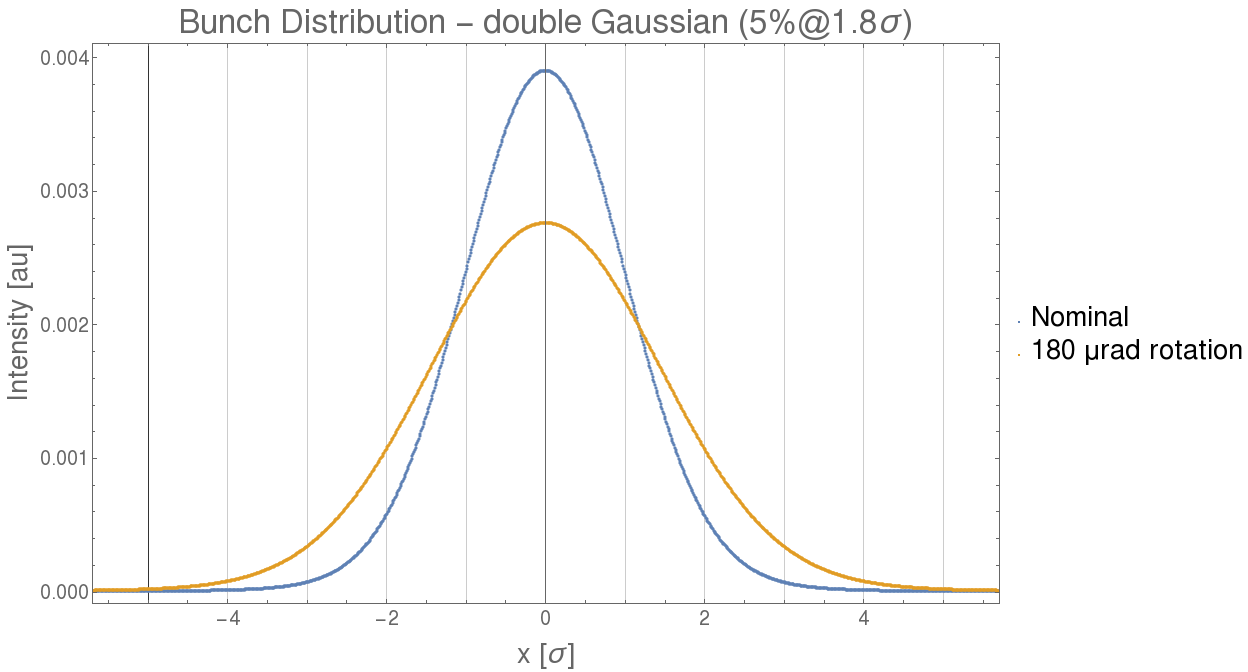 Bunch Distribution − double Gaussian (5%@1.8σ)
0.004
0.003
0.002
0.001
0.000
Intensity [au]
−4 −2 0 2 4
x [σ]
Nominal
180 μrad rotation